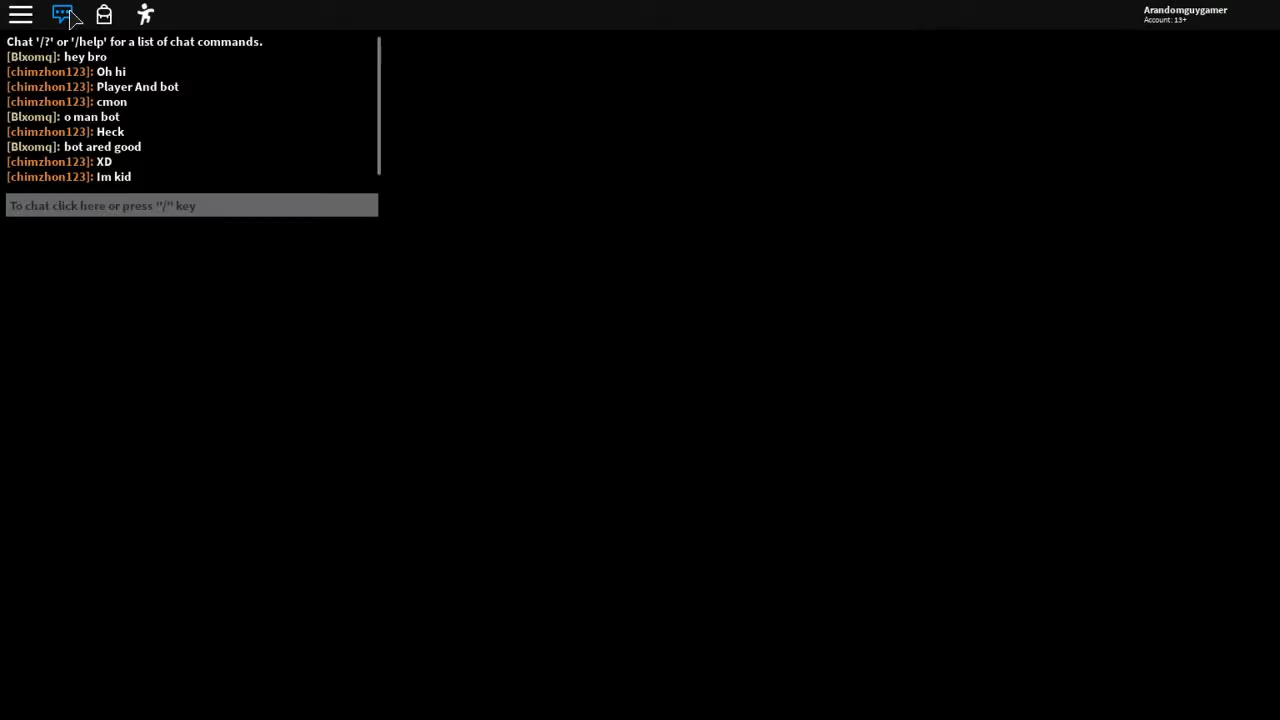 Arandomguygamer
Account: 13+
Chat '/?' or '/help' for a list of chat commands.
[Blxomq]: hey bro
[chimzhon123]: Oh hi
[chimzhon123]: Player And bot
[chimzhon123]: cmon
[Blxomq]: o man bot
[chimzhon123]: Heck
[Blxomq]: bot ared good
[chimzhon123]: XD
[chimzhon123]: Im kid
To chat click here or press "/" key